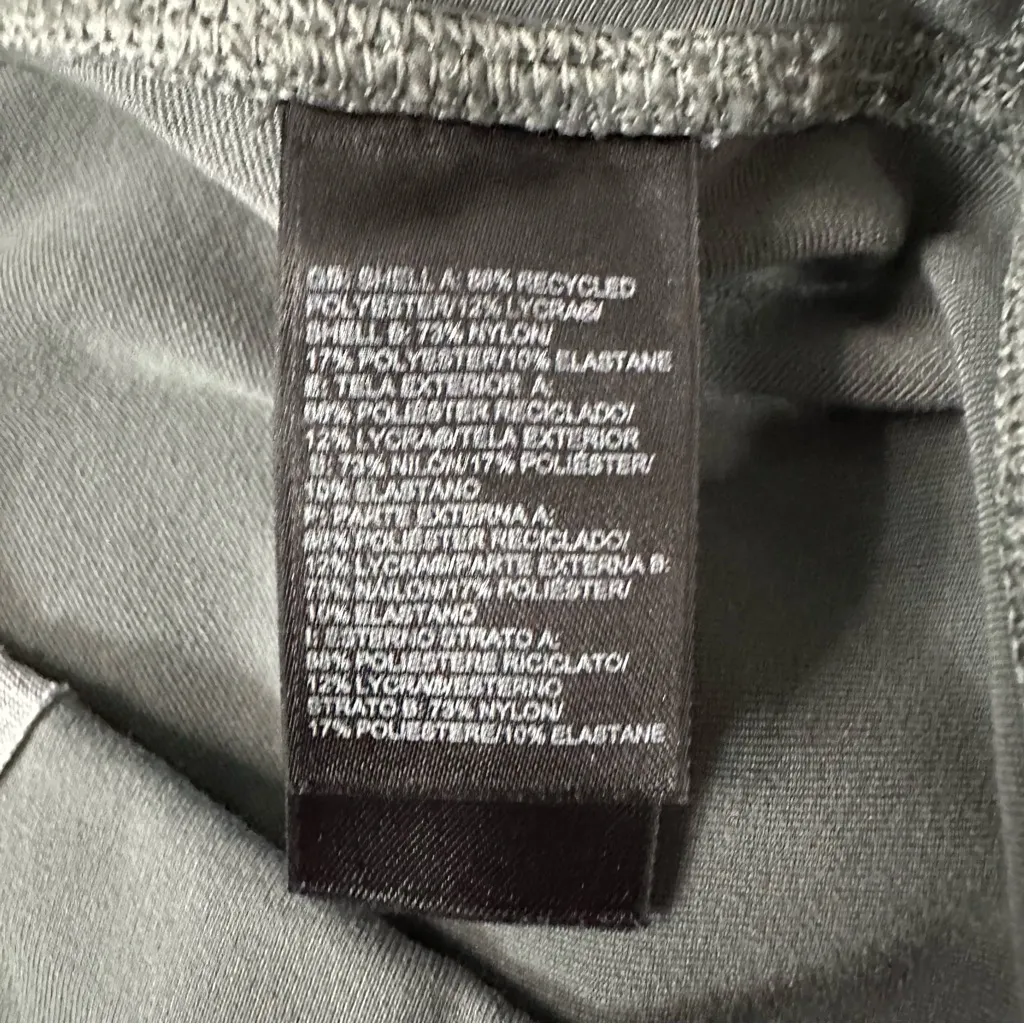 GB: SHELL A: 88% RECYCLED
POLYESTER/12% LYCRA®/
SHELL B: 73% NYLON/
17% POLYESTER/10% ELASTANE
E: TELA EXTERIOR A:
88% POLIÉSTER RECICLADO/
12% LYCRA®/TELA EXTERIOR
B: 73% NILÓN/17% POLIÉSTER/
10% ELASTANO
P: PARTE EXTERNA A:
88% POLIÉSTER RECICLADO/
12% LYCRA®/PARTE EXTERNA B:
73% NÁILON/17% POLIÉSTER/
10% ELASTANO
I: ESTERNO STRATO A:
88% POLIESTERE RICICLATO/
12% LYCRA®/ESTERNO
STRATO B: 73% NYLON/
17% POLIESTERE/10% ELASTANE